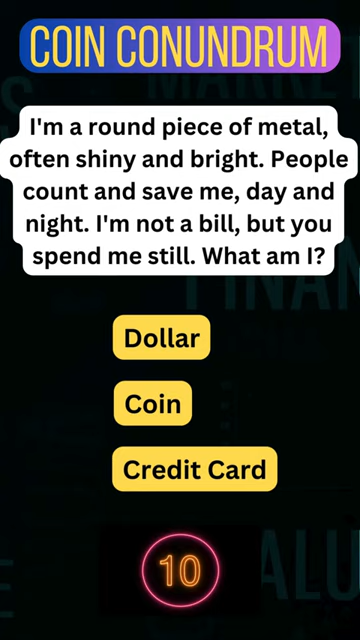 COIN CONUNDRUM
I'm a round piece of metal,
often shiny and bright. People
count and save me, day and
night. I'm not a bill, but you
spend me still. What am I?
Dollar
Coin
Credit Card
10